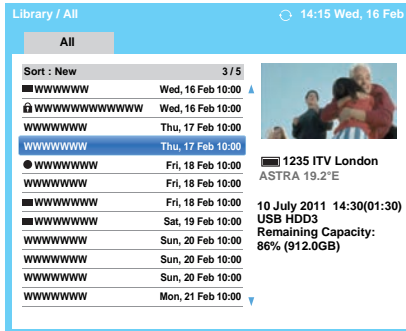 Library / All 14:15 Wed, 16 Feb
All
Sort : New 3 / 5
WWWWWWW Wed, 16 Feb 10:00
WWWWWWWWWWWW Wed, 16 Feb 10:00
WWWWWWW Thu, 17 Feb 10:00
WWWWWWW Thu, 17 Feb 10:00
WWWWWWW Fri, 18 Feb 10:00
WWWWWWW Fri, 18 Feb 10:00
WWWWWWW Fri, 18 Feb 10:00
WWWWWWW Sat, 19 Feb 10:00
WWWWWWW Sun, 20 Feb 10:00
WWWWWWW Sun, 20 Feb 10:00
WWWWWWW Sun, 20 Feb 10:00
WWWWWWW Mon, 21 Feb 10:00
1235 ITV London
ASTRA 19.2°E
10 July 2011 14:30(01:30)
USB HDD3
Remaining Capacity:
86% (912.0GB)